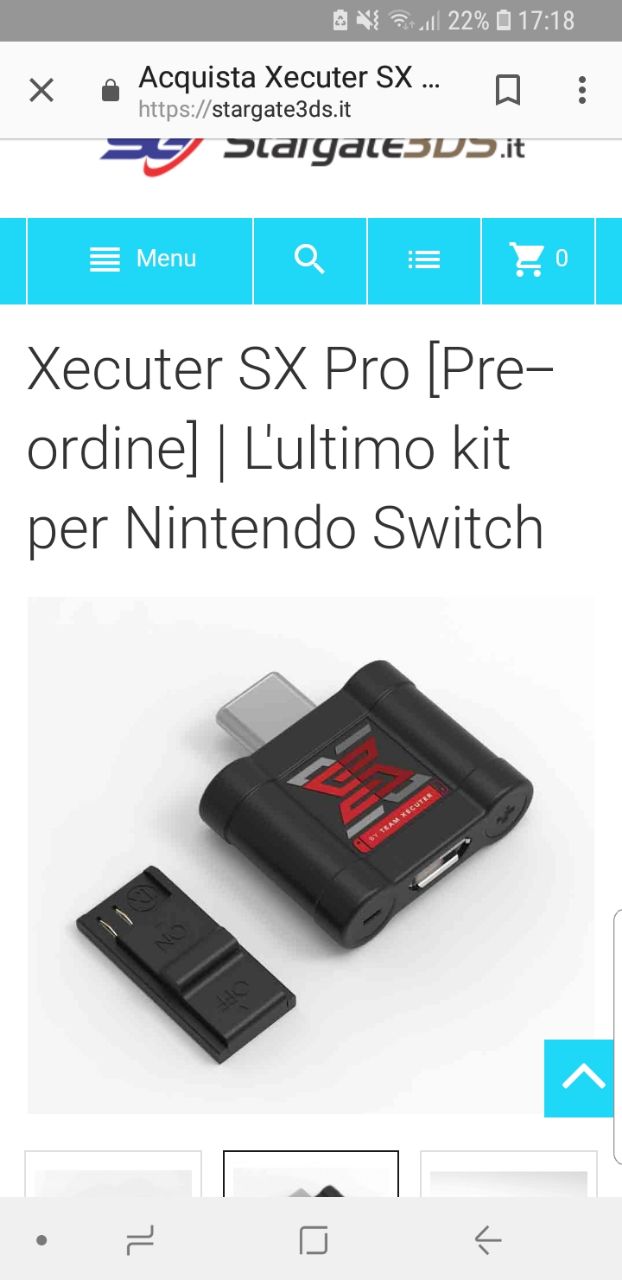 22% 17:18
Acquista Xecuter SX ...
https://stargate3ds.it
Stargate3DS.it
Menu
0
Xecuter SX Pro [Pre–
ordine] | L'ultimo kit
per Nintendo Switch
BY TEAM XECUTER
ON
OFF